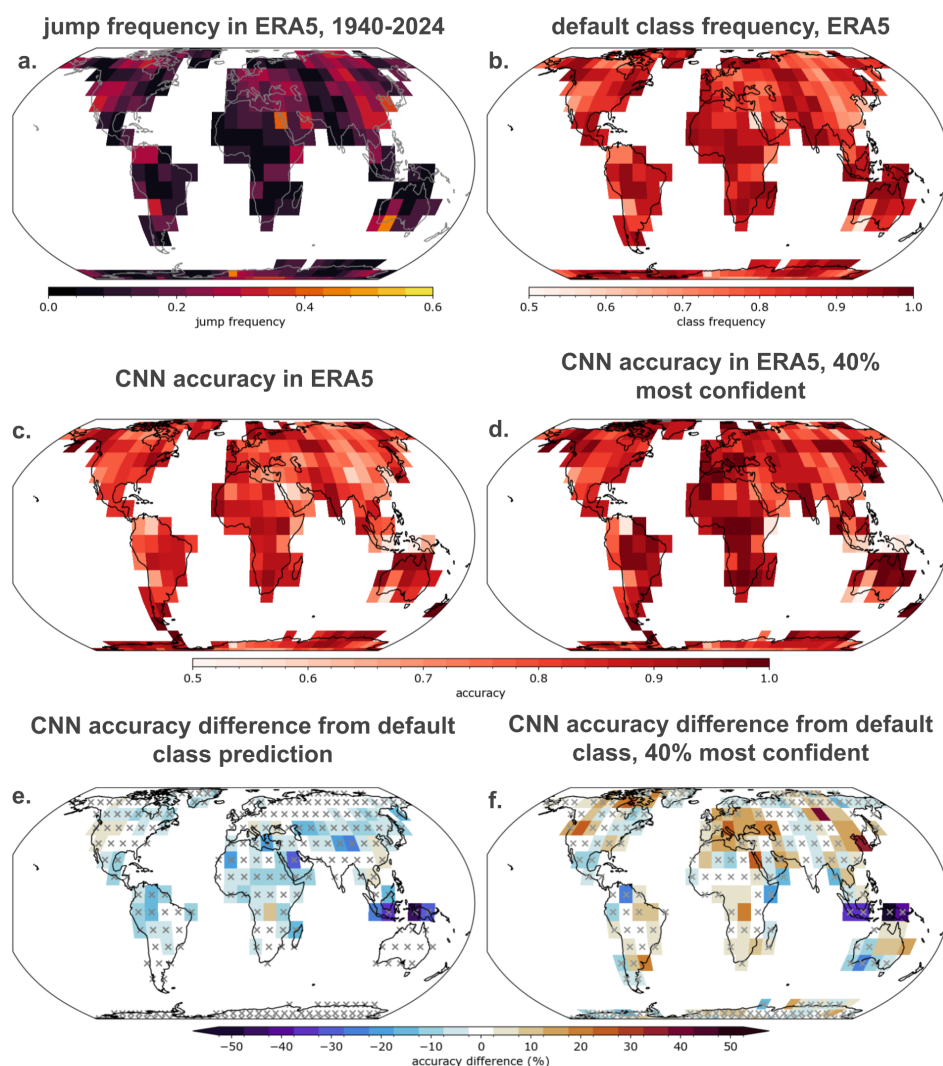 jump frequency in ERA5, 1940-2024
default class frequency, ERA5
a.
b.
0.0 0.2 0.4 0.6
jump frequency
0.5 0.6 0.7 0.8 0.9 1.0
class frequency
CNN accuracy in ERA5
CNN accuracy in ERA5, 40%
most confident
c.
d.
0.5 0.6 0.7 0.8 0.9 1.0
accuracy
CNN accuracy difference from default
class prediction
CNN accuracy difference from default
class, 40% most confident
e.
f.
−50 −40 −30 −20 −10 0 10 20 30 40 50
accuracy difference (%)